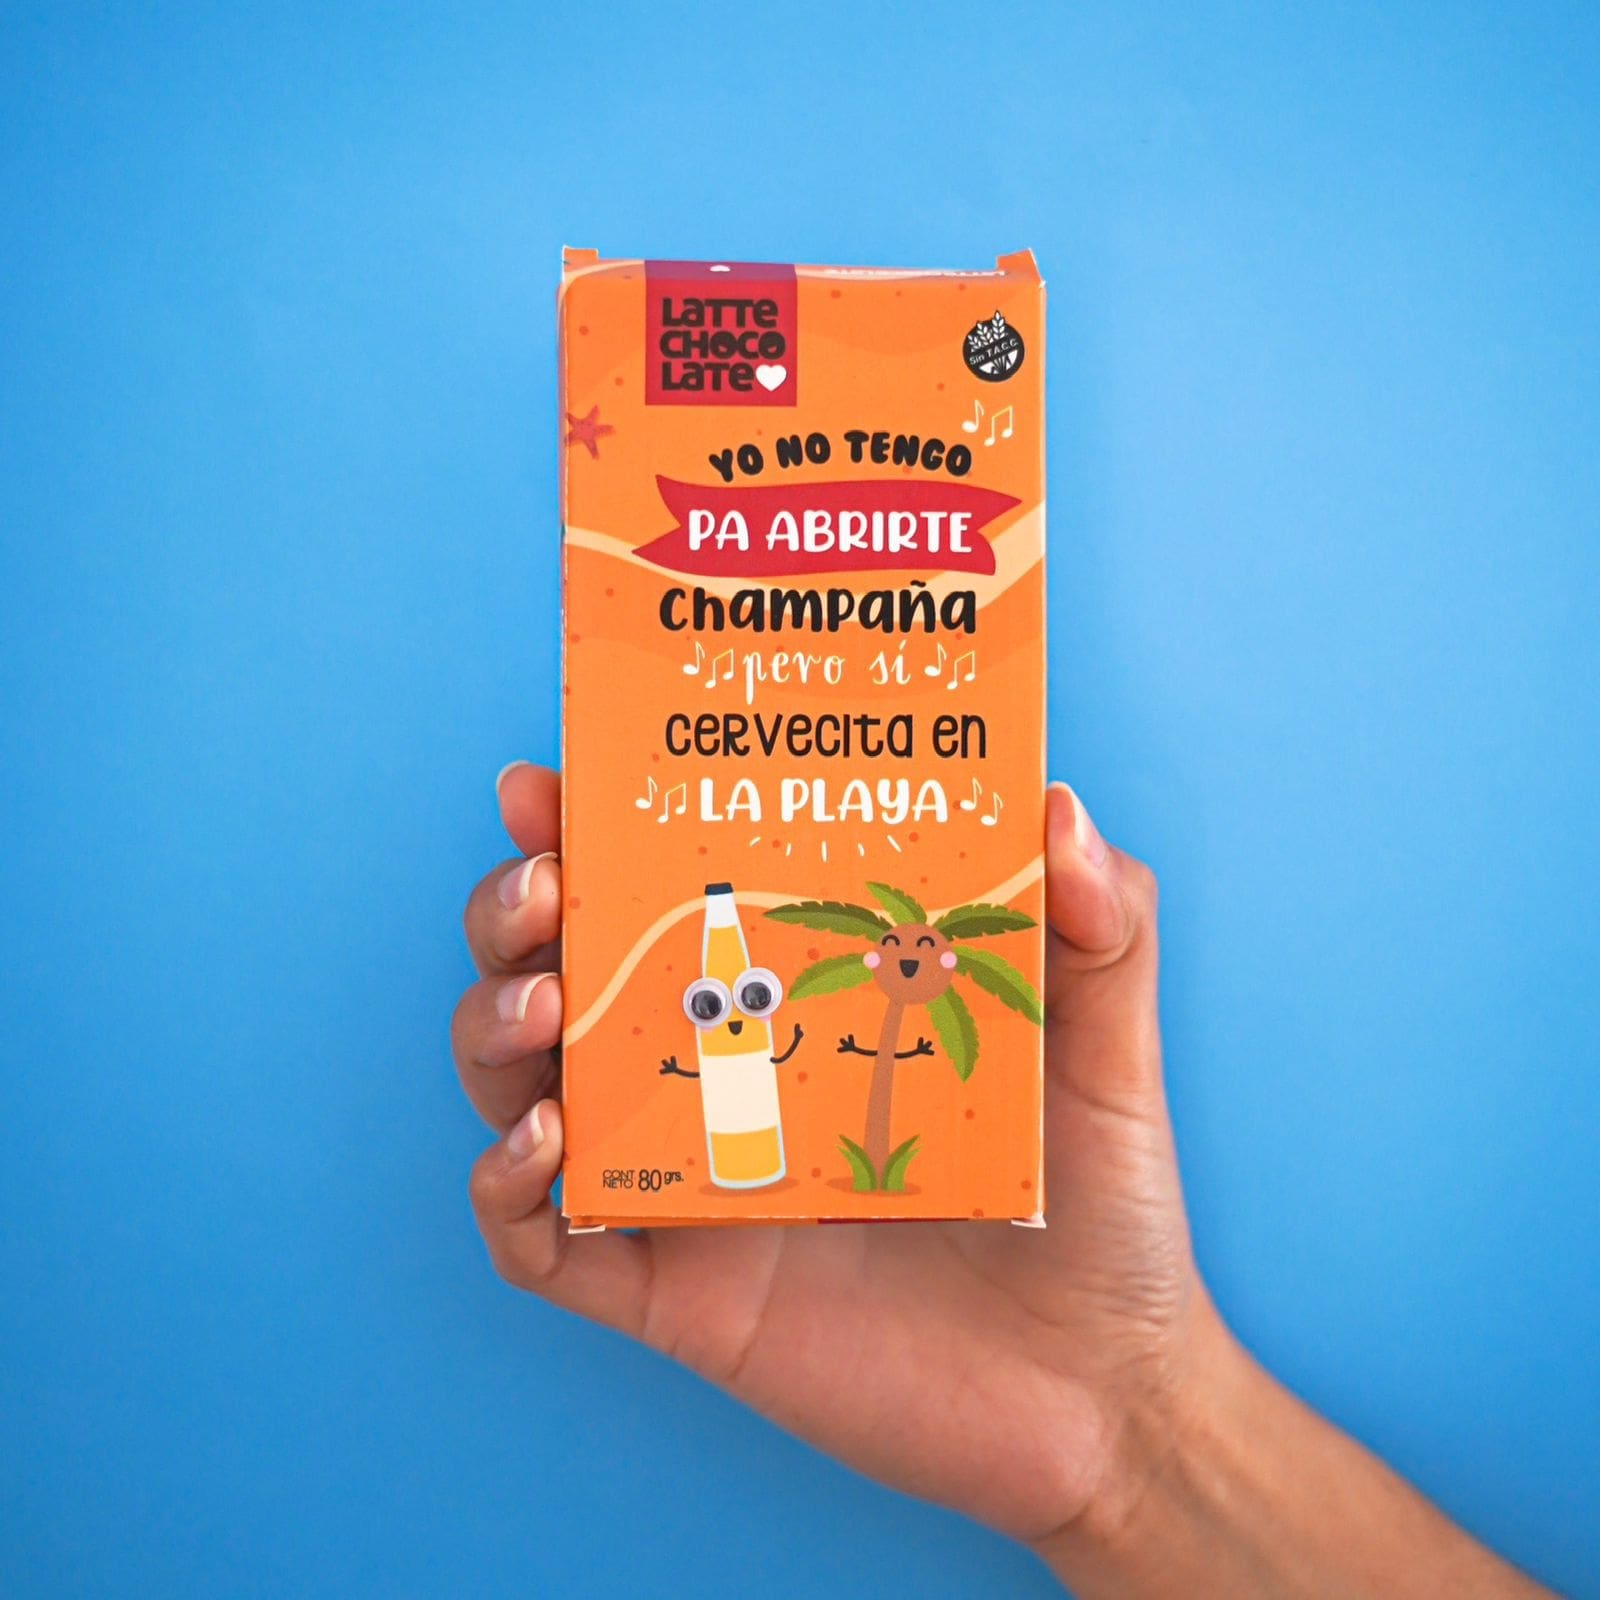 LaTTe
CHOCO
LaTe
Sin T.A.C.C.
YO NO TENGO
PA ABRIRTE
champaña
pero sí
CERVECITA EN
LA PLAYA
CONT
NETO 80 grs.